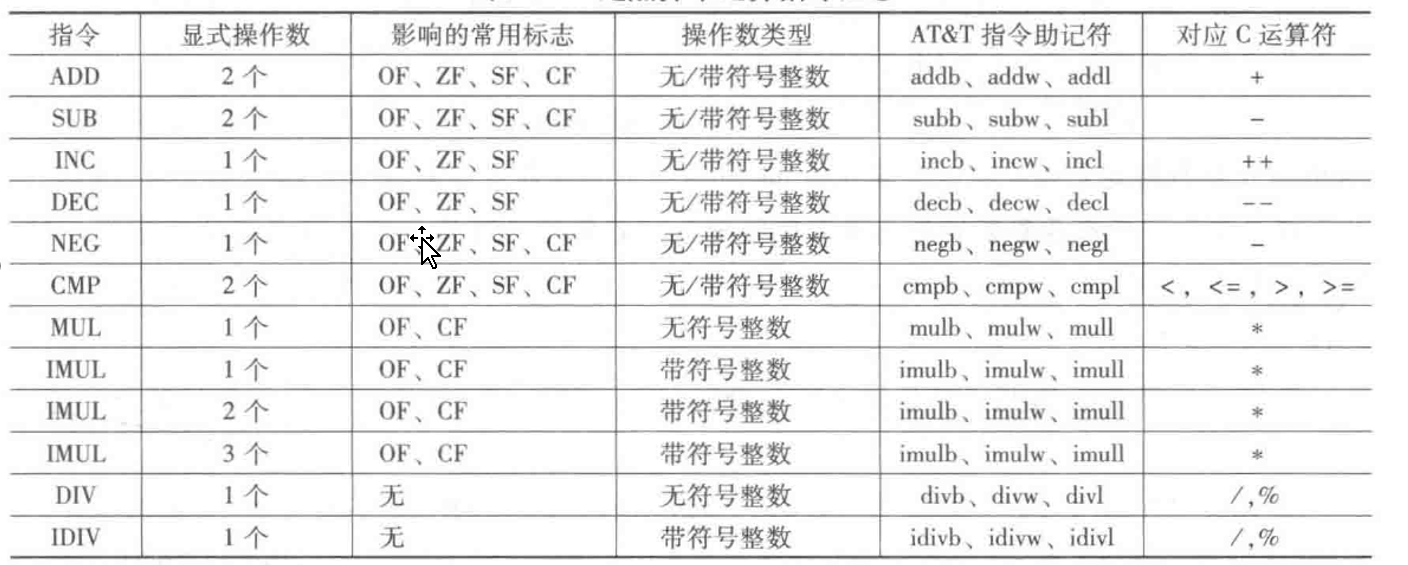 指令 显式操作数 影响的常用标志 操作数类型 AT&T 指令助记符 对应 C 运算符
ADD 2 个 OF、ZF、SF、CF 无/带符号整数 addb、addw、addl +
SUB 2 个 OF、ZF、SF、CF 无/带符号整数 subb、subw、subl -
INC 1 个 OF、ZF、SF 无/带符号整数 incb、incw、incl ++
DEC 1 个 OF、ZF、SF 无/带符号整数 decb、decw、decl --
NEG 1 个 OF、ZF、SF、CF 无/带符号整数 negb、negw、negl -
CMP 2 个 OF、ZF、SF、CF 无/带符号整数 cmpb、cmpw、cmpl <, <=, >, >=
MUL 1 个 OF、CF 无符号整数 mulb、mulw、mull *
IMUL 1 个 OF、CF 带符号整数 imulb、imulw、imull *
IMUL 2 个 OF、CF 带符号整数 imulb、imulw、imull *
IMUL 3 个 OF、CF 带符号整数 imulb、imulw、imull *
DIV 1 个 无 无符号整数 divb、divw、divl /,%
IDIV 1 个 无 带符号整数 idivb、idivw、idivl /,%